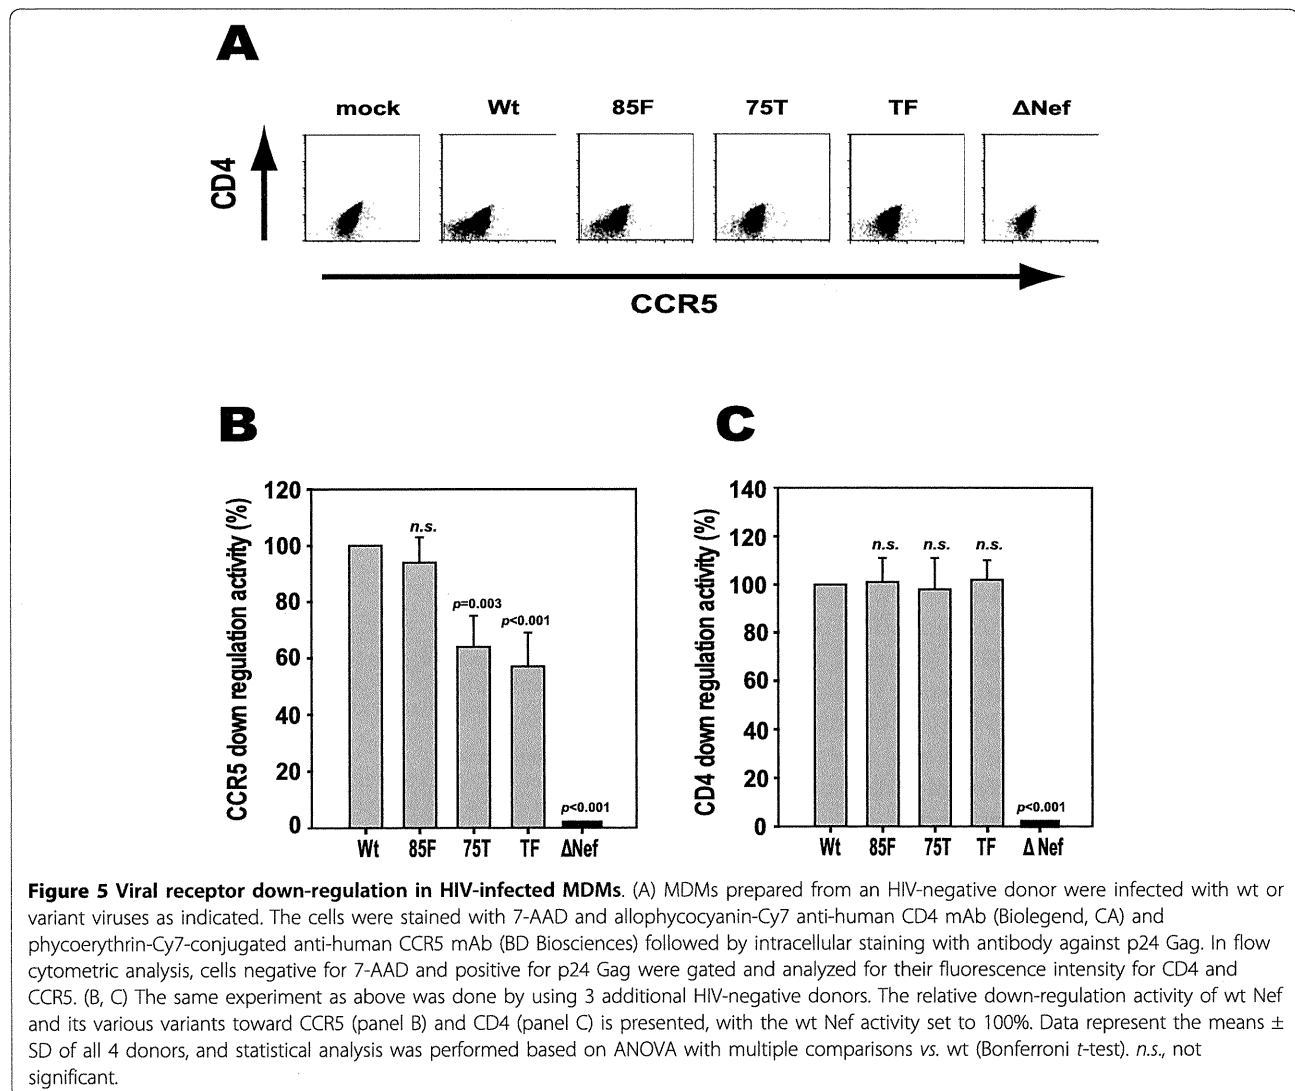 A
mock Wt 85F 75T TF ΔNef
CD4
CCR5
B
C
CCR5 down regulation activity (%)
120
100
80
60
40
20
0
n.s.
p=0.003
p<0.001
p<0.001
Wt 85F 75T TF ΔNef
CD4 down regulation activity (%)
140
120
100
80
60
40
20
0
n.s. n.s. n.s.
p<0.001
Wt 85F 75T TF Δ Nef
Figure 5 Viral receptor down-regulation in HIV-infected MDMs. (A) MDMs prepared from an HIV-negative donor were infected with wt or
variant viruses as indicated. The cells were stained with 7-AAD and allophycocyanin-Cy7 anti-human CD4 mAb (Biolegend, CA) and
phycoerythrin-Cy7-conjugated anti-human CCR5 mAb (BD Biosciences) followed by intracellular staining with antibody against p24 Gag. In flow
cytometric analysis, cells negative for 7-AAD and positive for p24 Gag were gated and analyzed for their fluorescence intensity for CD4 and
CCR5. (B, C) The same experiment as above was done by using 3 additional HIV-negative donors. The relative down-regulation activity of wt Nef
and its various variants toward CCR5 (panel B) and CD4 (panel C) is presented, with the wt Nef activity set to 100%. Data represent the means ±
SD of all 4 donors, and statistical analysis was performed based on ANOVA with multiple comparisons vs. wt (Bonferroni t-test). n.s., not
significant.